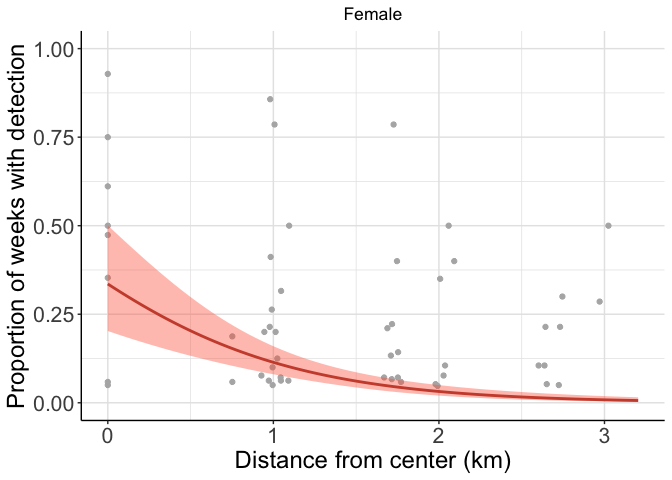 Female
Proportion of weeks with detection
1.00
0.75
0.50
0.25
0.00
0 1 2 3
Distance from center (km)